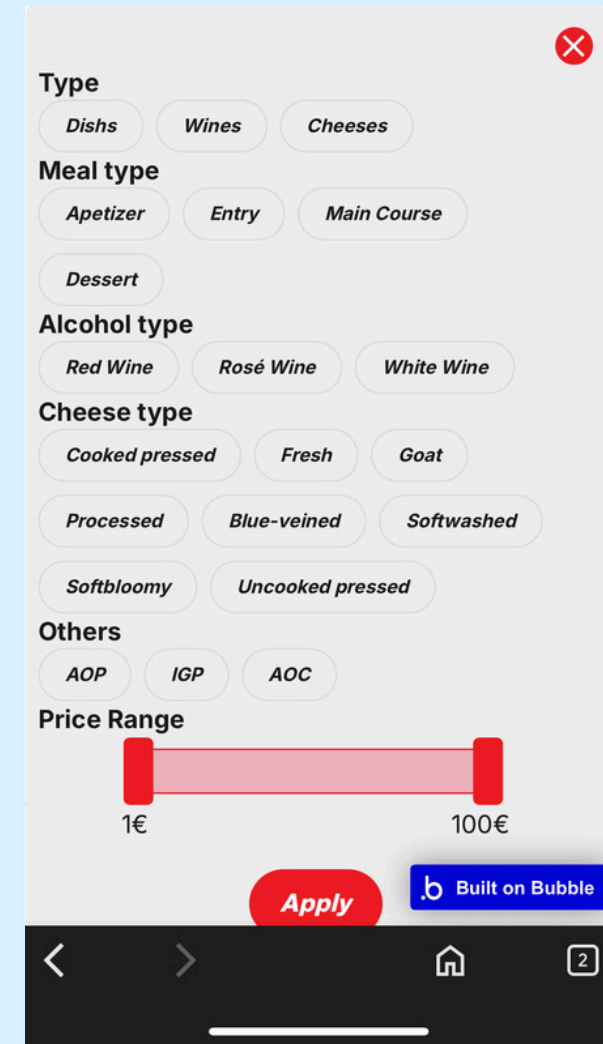 Type
Dishs Wines Cheeses
Meal type
Apetizer Entry Main Course
Dessert
Alcohol type
Red Wine Rosé Wine White Wine
Cheese type
Cooked pressed Fresh Goat
Processed Blue-veined Softwashed
Softbloomy Uncooked pressed
Others
AOP IGP AOC
Price Range
1€ 100€
Apply
.b Built on Bubble
2